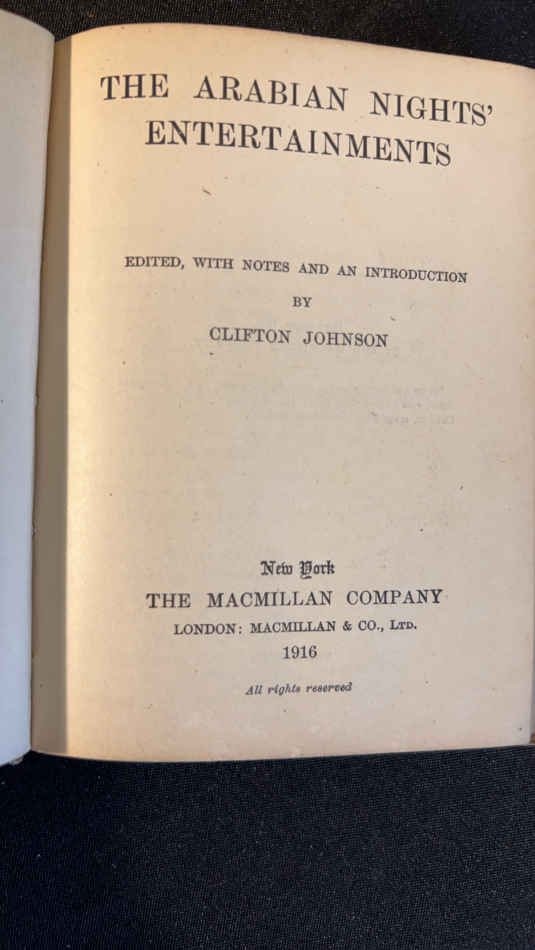 THE ARABIAN NIGHTS'
ENTERTAINMENTS
EDITED, WITH NOTES AND AN INTRODUCTION
BY
CLIFTON JOHNSON
New York
THE MACMILLAN COMPANY
LONDON: MACMILLAN & CO., LTD.
1916
All rights reserved